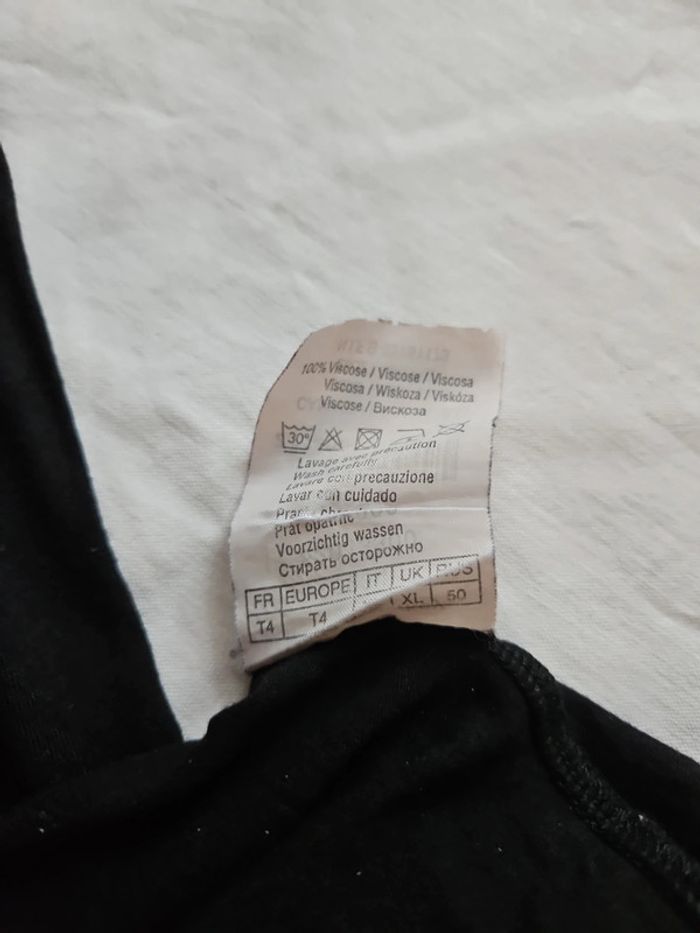 100% Viscose / Viscose / Viscosa
Viscosa / Wiskoza / Viskóza
Viscose / Вискоза
30°
Lavage avec précaution
Wash carefully
Lavare con precauzione
Lavar con cuidado
Prát opatrně
Voorzichtig wassen
Стирать осторожно
FR EUROPE IT UK RUS
T4 T4 XL 50